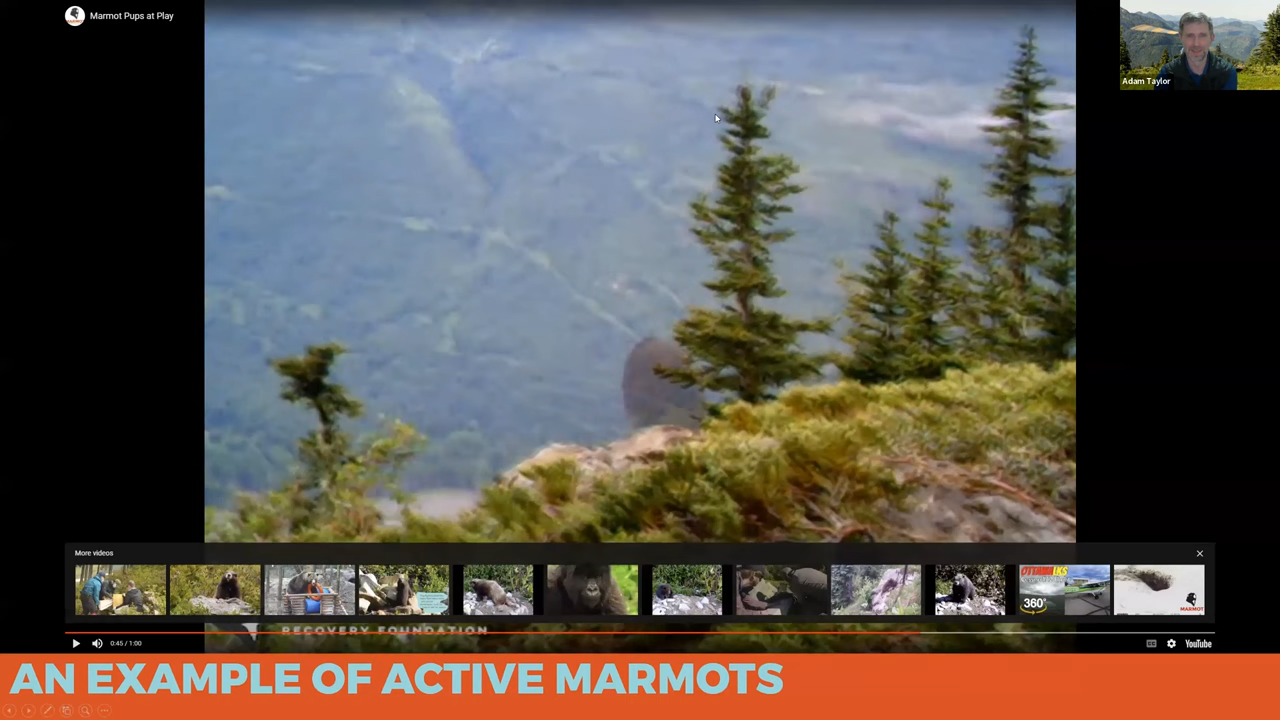 Marmot Pups at Play
Adam Taylor
More videos
360°
MARMOT
RECOVERY FOUNDATION
0:45 / 1:00
YouTube
AN EXAMPLE OF ACTIVE MARMOTS